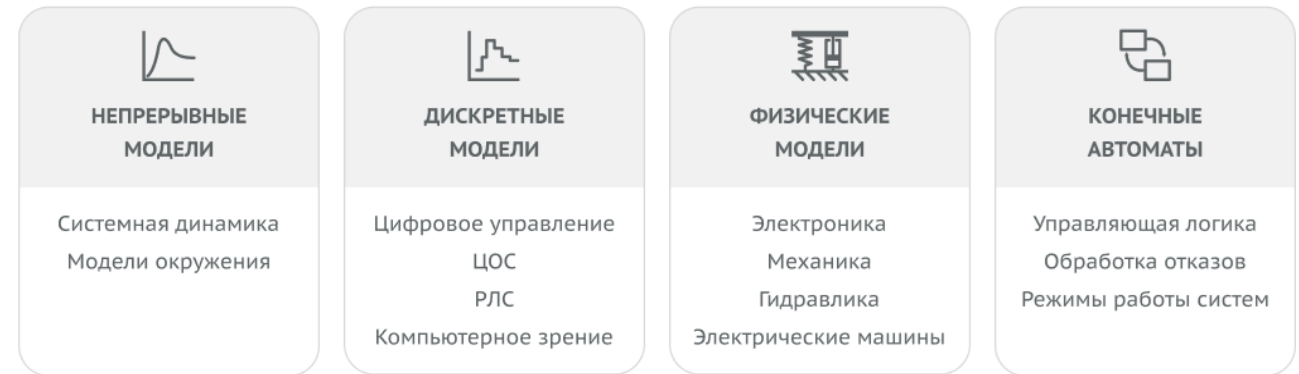 НЕПРЕРЫВНЫЕ
МОДЕЛИ
Системная динамика
Модели окружения
ДИСКРЕТНЫЕ
МОДЕЛИ
Цифровое управление
ЦОС
РЛС
Компьютерное зрение
ФИЗИЧЕСКИЕ
МОДЕЛИ
Электроника
Механика
Гидравлика
Электрические машины
КОНЕЧНЫЕ
АВТОМАТЫ
Управляющая логика
Обработка отказов
Режимы работы систем